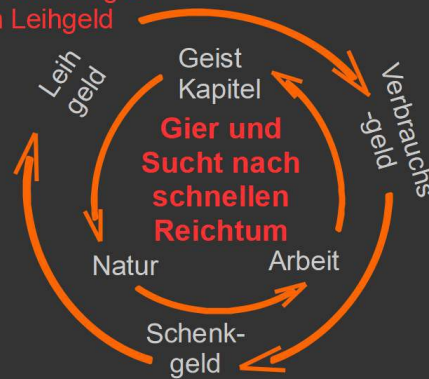 n Leihgeld
Leih
geld
Geist
Kapitel
Verbrauchs
-geld
Gier und
Sucht nach
schnellen
Reichtum
Natur
Arbeit
Schenk-
geld